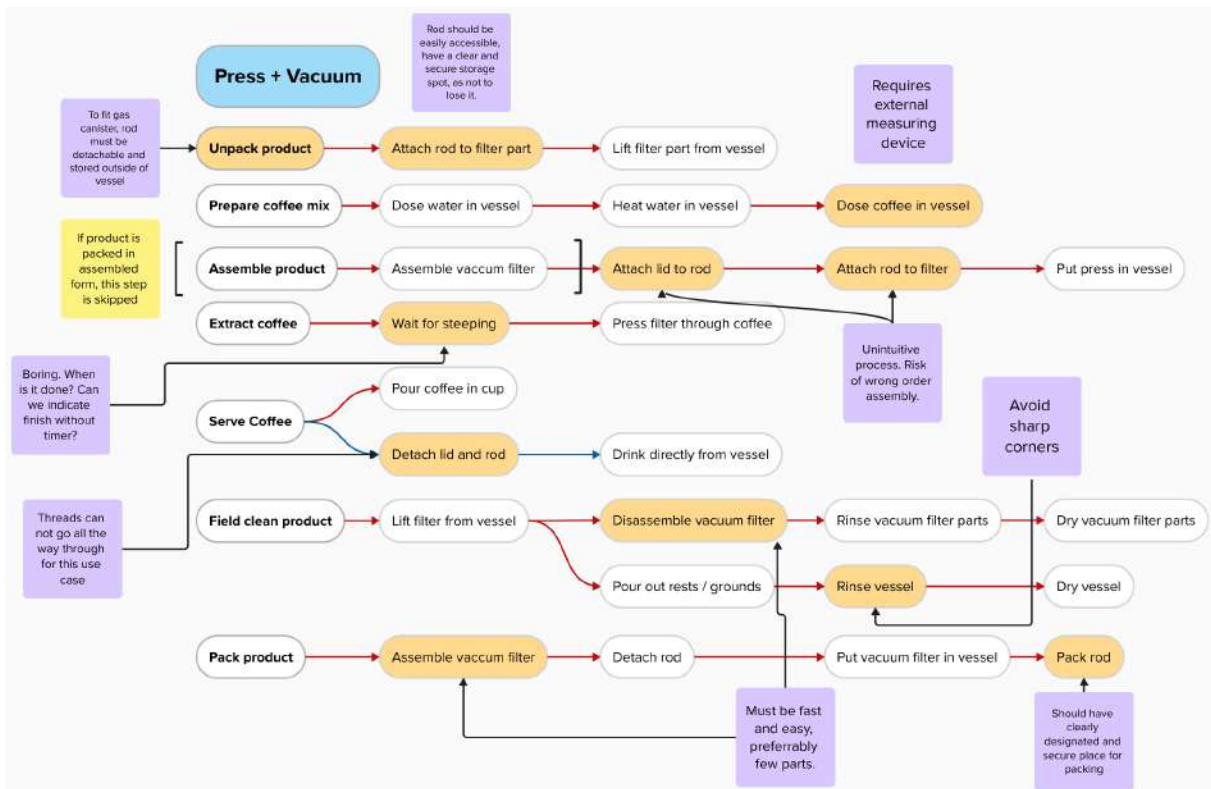 Rod should be
easily accessible,
have a clear and
secure storage
spot, as not to
lose it.
Press + Vacuum
Requires
external
measuring
device
To fit gas
canister, rod
must be
detachable and
stored outside of
vessel
Unpack product
Attach rod to filter part
Lift filter part from vessel
Prepare coffee mix
Dose water in vessel
Heat water in vessel
Dose coffee in vessel
If product is
packed in
assembled
form, this step
is skipped
Assemble product
Assemble vaccum filter
Attach lid to rod
Attach rod to filter
Put press in vessel
Extract coffee
Wait for steeping
Press filter through coffee
Unintuitive
process. Risk
of wrong order
assembly.
Boring. When
is it done? Can
we indicate
finish without
timer?
Pour coffee in cup
Serve Coffee
Detach lid and rod
Drink directly from vessel
Avoid
sharp
corners
Threads can
not go all the
way through
for this use
case
Field clean product
Lift filter from vessel
Disassemble vacuum filter
Rinse vacuum filter parts
Dry vacuum filter parts
Pour out rests / grounds
Rinse vessel
Dry vessel
Pack product
Assemble vaccum filter
Detach rod
Put vacuum filter in vessel
Pack rod
Must be fast
and easy,
preferrably
few parts.
Should have
clearly
designated and
secure place for
packing